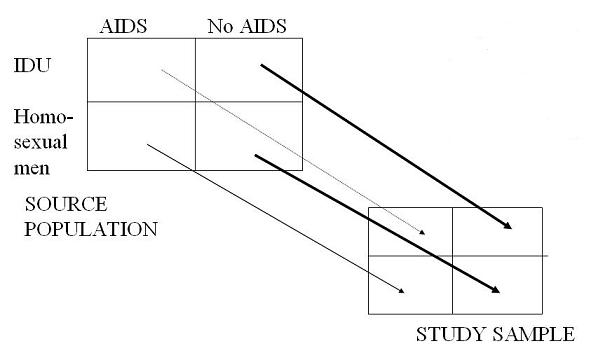 AIDS No AIDS
IDU
Homo-
sexual
men
SOURCE
POPULATION
STUDY SAMPLE